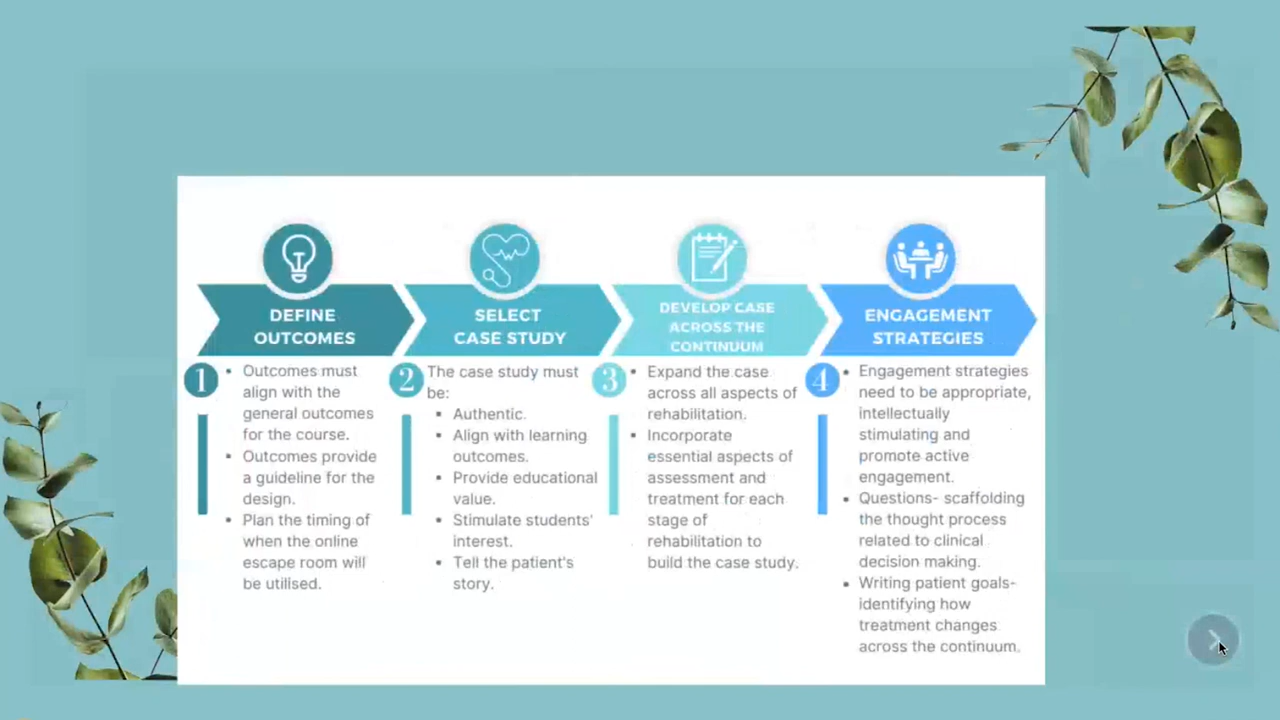 DEFINE
OUTCOMES
1
• Outcomes must
align with the
general outcomes
for the course.
• Outcomes provide
a guideline for the
design.
• Plan the timing of
when the online
escape room will
be utilised.
SELECT
CASE STUDY
2
The case study must
be:
• Authentic.
• Align with learning
outcomes.
• Provide educational
value.
• Stimulate students'
interest.
• Tell the patient's
story.
DEVELOP CASE
ACROSS THE
CONTINUUM
3
• Expand the case
across all aspects of
rehabilitation.
• Incorporate
essential aspects of
assessment and
treatment for each
stage of
rehabilitation to
build the case study.
ENGAGEMENT
STRATEGIES
4
• Engagement strategies
need to be appropriate,
intellectually
stimulating and
promote active
engagement.
• Questions- scaffolding
the thought process
related to clinical
decision making.
• Writing patient goals-
identifying how
treatment changes
across the continuum.